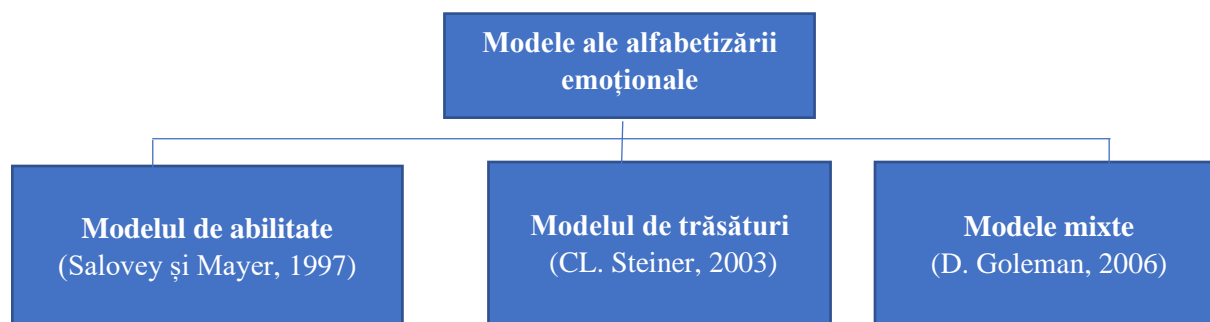 Modele ale alfabetizării
emoționale
Modelul de abilitate
(Salovey și Mayer, 1997)
Modelul de trăsături
(CL. Steiner, 2003)
Modele mixte
(D. Goleman, 2006)